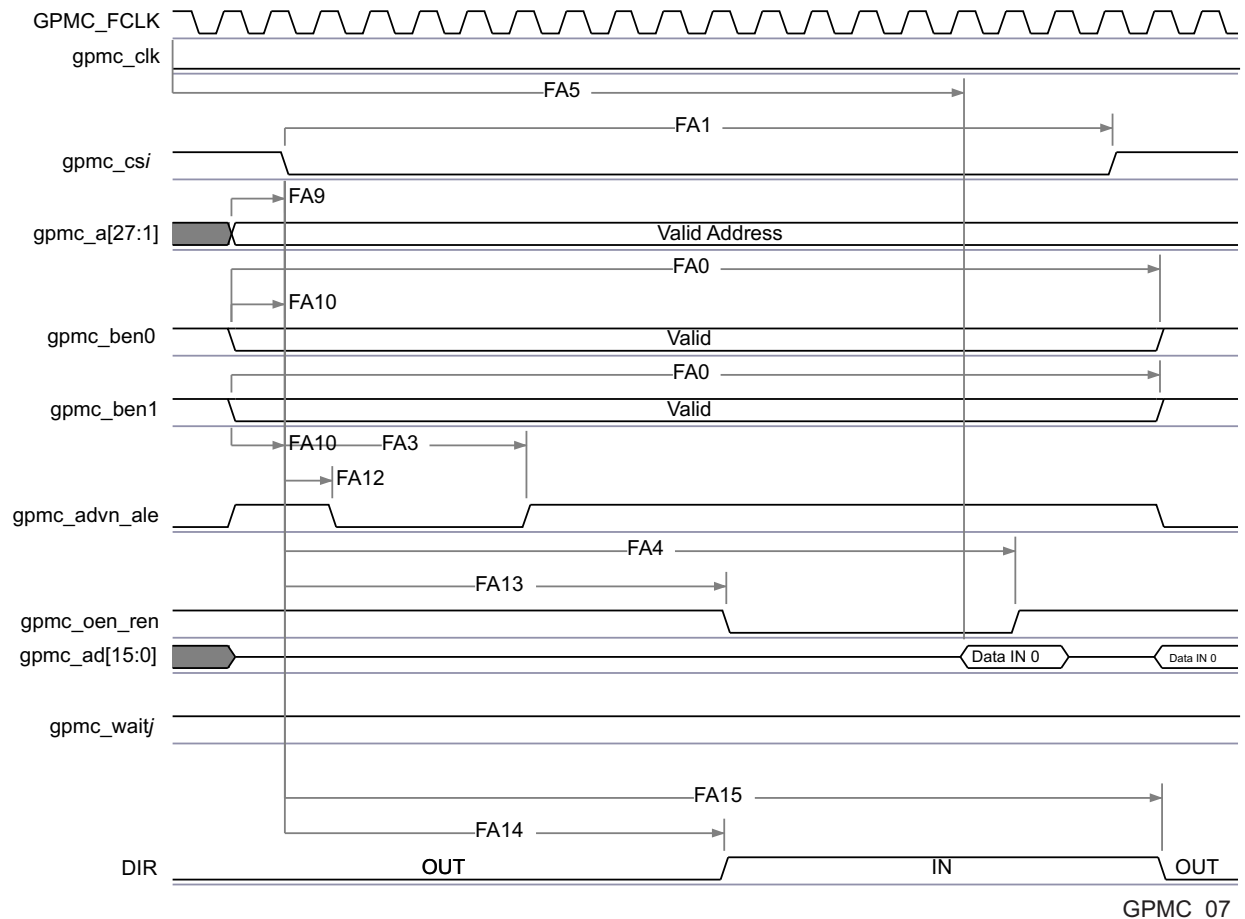 GPMC_FCLK
gpmc_clk
FA5
FA1
gpmc_csi
FA9
gpmc_a[27:1]
Valid Address
FA0
FA10
gpmc_ben0
Valid
FA0
gpmc_ben1
Valid
FA10
FA3
FA12
gpmc_advn_ale
FA4
FA13
gpmc_oen_ren
gpmc_ad[15:0]
Data IN 0
Data IN 0
gpmc_waitj
FA15
FA14
DIR
OUT
IN
OUT
GPMC_07